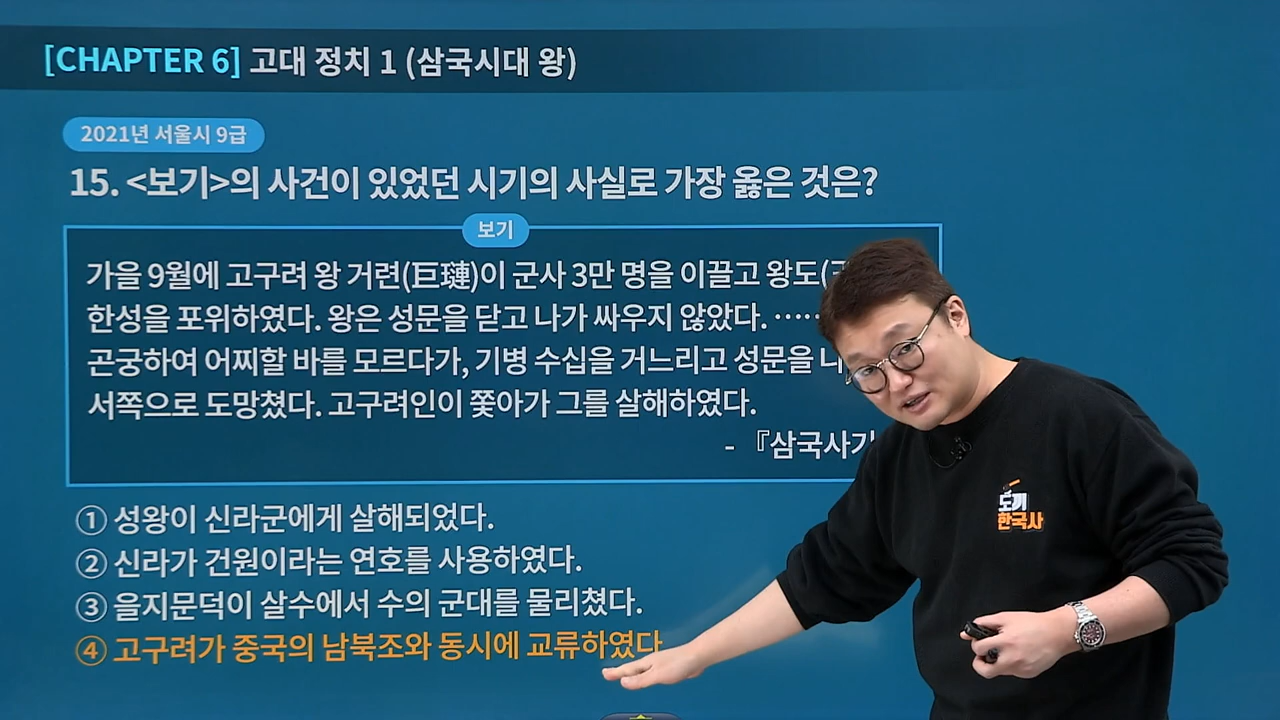 [CHAPTER 6] 고대 정치 1 (삼국시대 왕)
2021년 서울시 9급
15. <보기>의 사건이 있었던 시기의 사실로 가장 옳은 것은?
보기
가을 9월에 고구려 왕 거련(巨璉)이 군사 3만 명을 이끌고 왕도(
한성을 포위하였다. 왕은 성문을 닫고 나가 싸우지 않았다. ……
곤궁하여 어찌할 바를 모르다가, 기병 수십을 거느리고 성문을 나
서쪽으로 도망쳤다. 고구려인이 쫓아가 그를 살해하였다.
- 『삼국사기
① 성왕이 신라군에게 살해되었다.
② 신라가 건원이라는 연호를 사용하였다.
③ 을지문덕이 살수에서 수의 군대를 물리쳤다.
④ 고구려가 중국의 남북조와 동시에 교류하였다
도끼
한국사